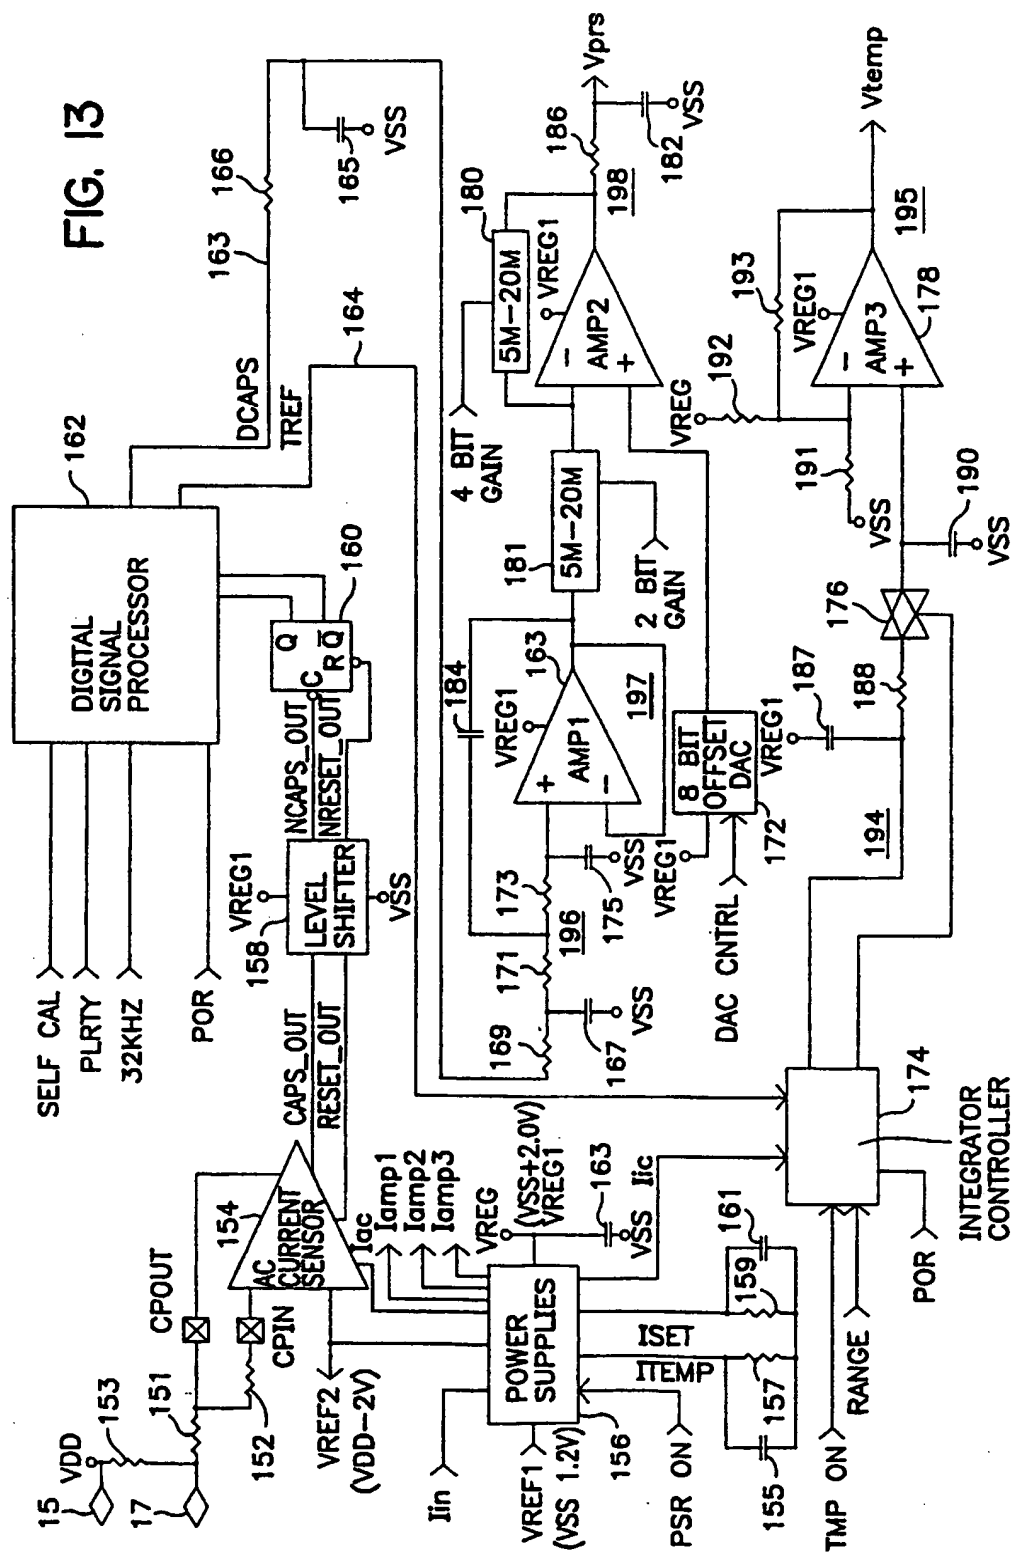 FIG. 13
15
17
VDD
153
151
152
CPOUT
CPIN
154
AC
CURRENT
SENSOR
VREF2
(VDD-2V)
Iac
Iamp1
Iamp2
Iamp3
CAPS_OUT
RESET_OUT
VREG1
158
LEVEL
SHIFTER
VSS
NCAPS_OUT
NRESET_OUT
C
Q
R
Q̅
160
SELF CAL
PLRTY
32KHZ
POR
DIGITAL
SIGNAL
PROCESSOR
162
DCAPS
TREF
163
166
164
165
VSS
Iin
VREF1
(VSS 1.2V)
POWER
SUPPLIES
156
PSR ON
VREG
(VSS+2.0V)
VREG1
163
VSS
Iic
ISET
ITEMP
155
157
159
161
169
167
VSS
171
196
173
175
VSS
184
VREG1
163
+
AMP1
−
197
181
5M-20M
2 BIT
GAIN
4 BIT
GAIN
180
5M-20M
VREG1
−
AMP2
+
198
186
Vprs
182
VSS
VREG1
8 BIT
OFFSET
DAC
172
DAC CNTRL
TMP ON
RANGE
POR
174
INTEGRATOR
CONTROLLER
194
VREG1
187
188
176
190
VSS
VSS
191
VREG
192
193
VREG1
−
AMP3
+
178
195
Vtemp